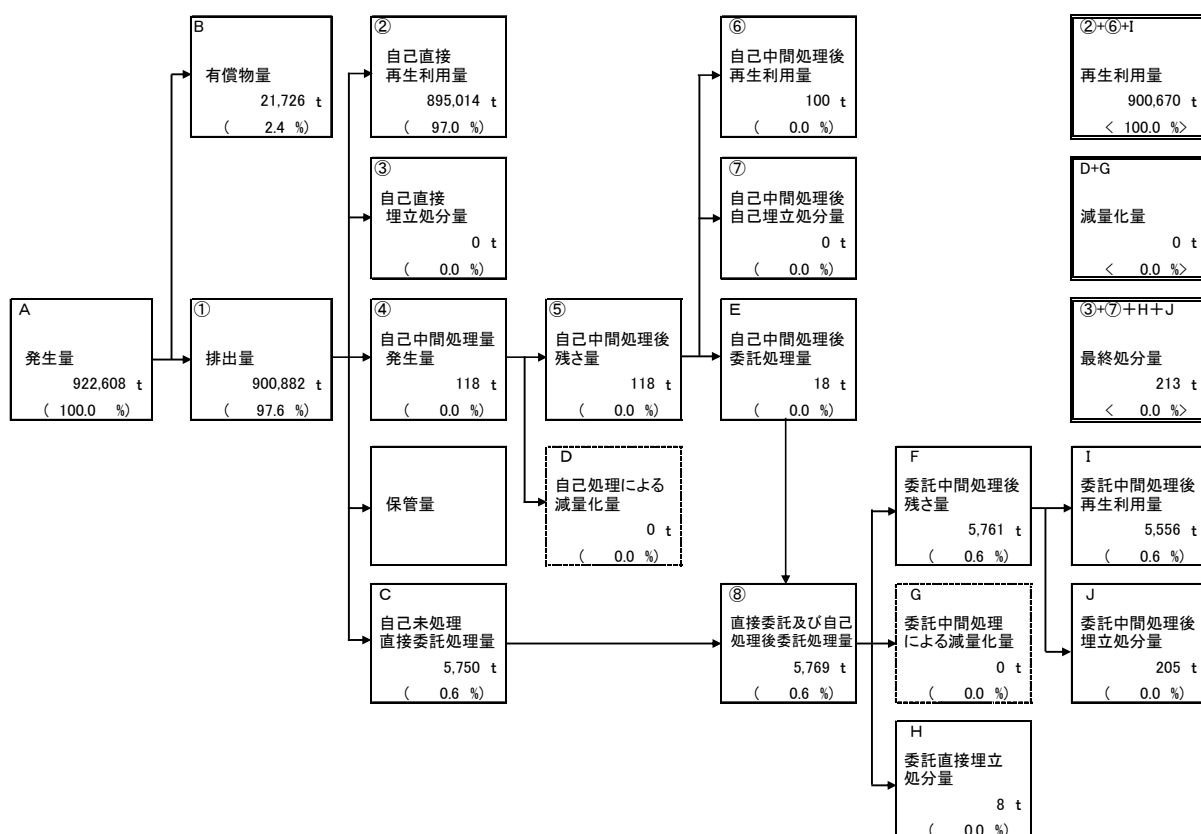 B
有償物量
21,726 t
( 2.4 %)
②
自己直接
再生利用量
895,014 t
( 97.0 %)
⑥
自己中間処理後
再生利用量
100 t
( 0.0 %)
②+⑥+I
再生利用量
900,670 t
< 100.0 %>
③
自己直接
埋立処分量
0 t
( 0.0 %)
⑦
自己中間処理後
自己埋立処分量
0 t
( 0.0 %)
D+G
減量化量
0 t
< 0.0 %>
A
発生量
922,608 t
( 100.0 %)
①
排出量
900,882 t
( 97.6 %)
④
自己中間処理量
発生量
118 t
( 0.0 %)
⑤
自己中間処理後
残さ量
118 t
( 0.0 %)
E
自己中間処理後
委託処理量
18 t
( 0.0 %)
③+⑦+H+J
最終処分量
213 t
< 0.0 %>
保管量
D
自己処理による
減量化量
0 t
( 0.0 %)
F
委託中間処理後
残さ量
5,761 t
( 0.6 %)
I
委託中間処理後
再生利用量
5,556 t
( 0.6 %)
C
自己未処理
直接委託処理量
5,750 t
( 0.6 %)
⑧
直接委託及び自己
処理後委託処理量
5,769 t
( 0.6 %)
G
委託中間処理
による減量化量
0 t
( 0.0 %)
J
委託中間処理後
埋立処分量
205 t
( 0.0 %)
H
委託直接埋立
処分量
8 t
( 0.0 %)